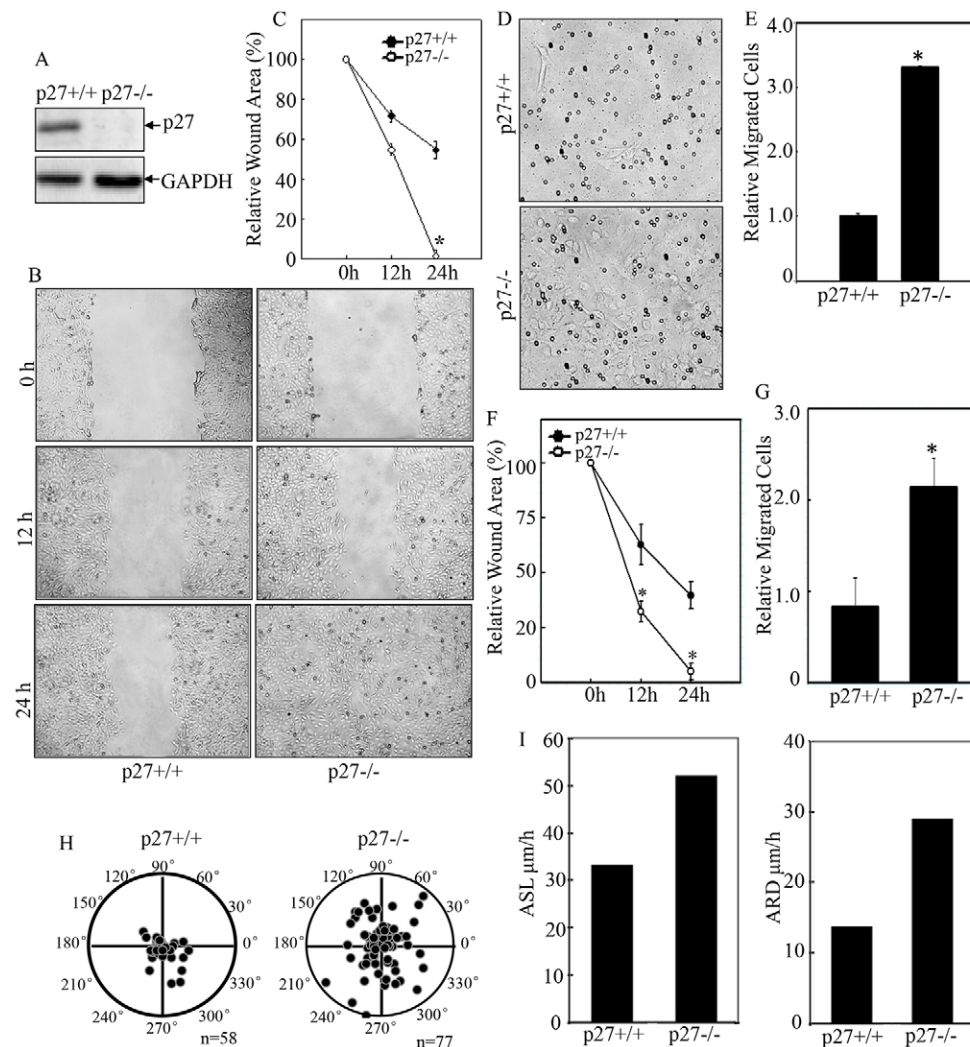 A
p27+/+ p27-/-
p27
GAPDH
B
0 h
12 h
24 h
p27+/+
p27-/-
C
Relative Wound Area (%)
100
80
60
40
20
0
p27+/+
p27-/-
*
0h 12h 24h
D
p27+/+
p27-/-
E
Relative Migrated Cells
4.0
3.0
2.0
1.0
0.0
*
p27+/+ p27-/-
F
Relative Wound Area (%)
100
75
50
20
0
p27+/+
p27-/-
*
*
0h 12h 24h
G
Relative Migrated Cells
3.0
2.0
1.0
0.0
*
p27+/+ p27-/-
H
p27+/+
90°
120° 60°
150° 30°
180° 0°
210° 330°
240° 300°
270°
n=58
p27-/-
90°
120° 60°
150° 30°
180° 0°
210° 330°
240° 300°
270°
n=77
I
ASL μm/h
60
50
40
30
20
10
0
p27+/+ p27-/-
ARD μm/h
40
30
20
10
0
p27+/+ p27-/-